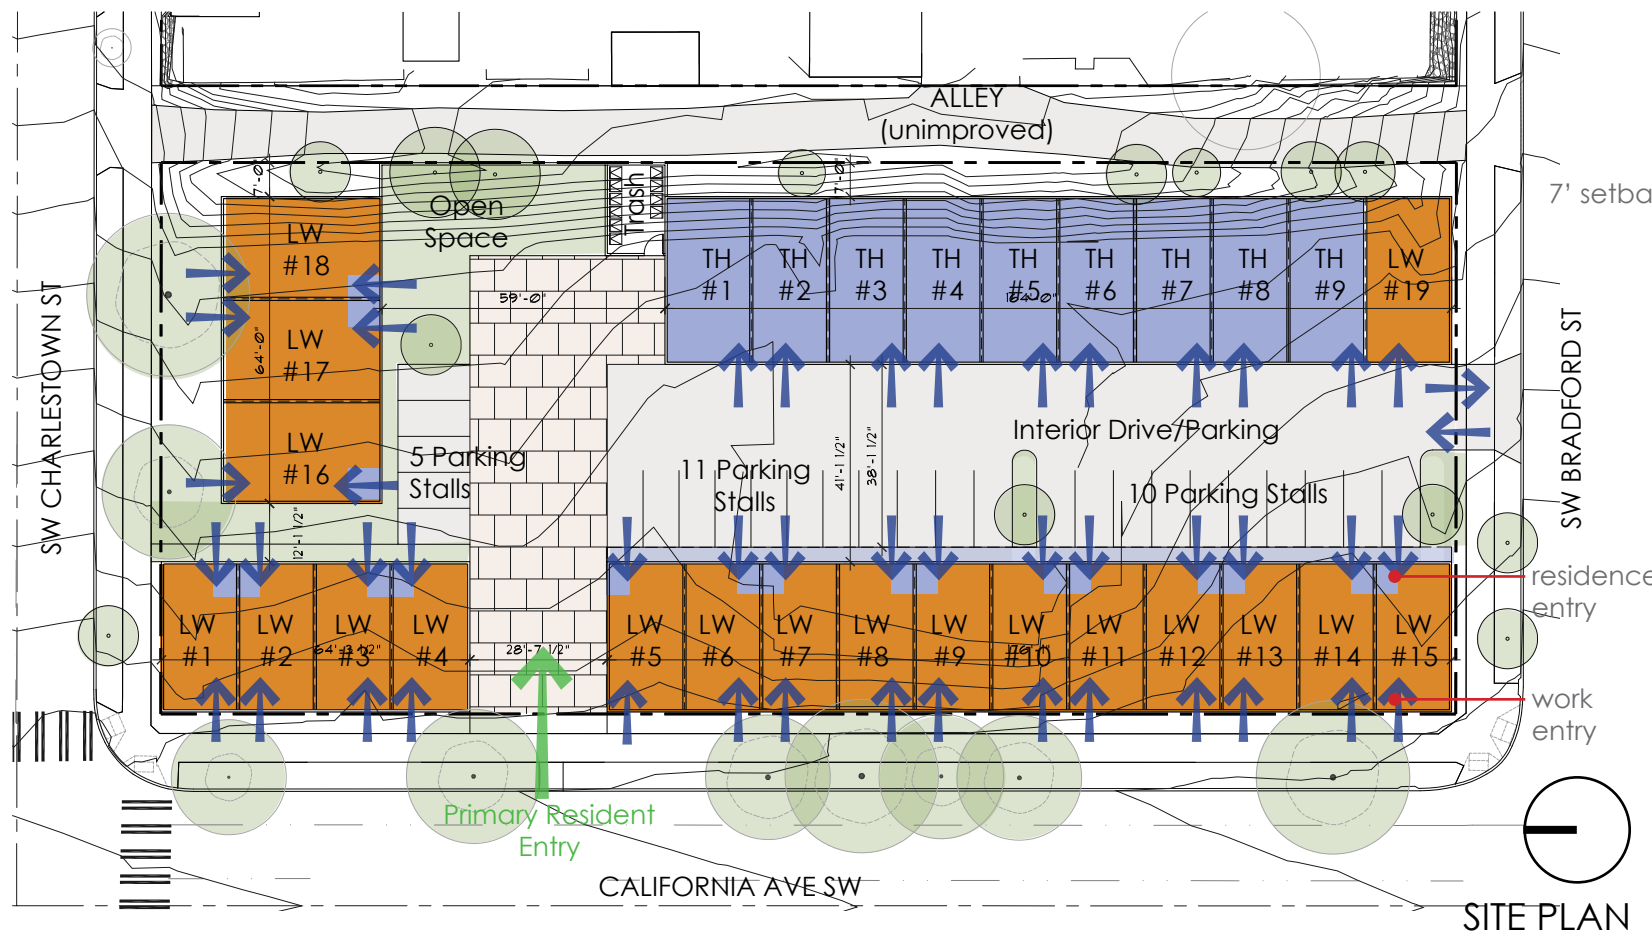 ALLEY
(unimproved)
7'-0"
7'-0"
7' setba
Open
Space
Trash
LW
#18
LW
#17
LW
#16
64'-0"
59'-0"
TH
#1
TH
#2
TH
#3
TH
#4
TH
#5
TH
#6
TH
#7
TH
#8
TH
#9
LW
#19
SW CHARLESTOWN ST
SW BRADFORD ST
5 Parking
Stalls
11 Parking
Stalls
41'-1 1/2"
38'-1 1/2"
Interior Drive/Parking
10 Parking Stalls
12'-1 1/2"
LW
#1
LW
#2
LW
#3
LW
#4
28'-7 1/2"
LW
#5
LW
#6
LW
#7
LW
#8
LW
#9
LW
#10
LW
#11
LW
#12
LW
#13
LW
#14
LW
#15
residence
entry
work
entry
Primary Resident
Entry
CALIFORNIA AVE SW
SITE PLAN